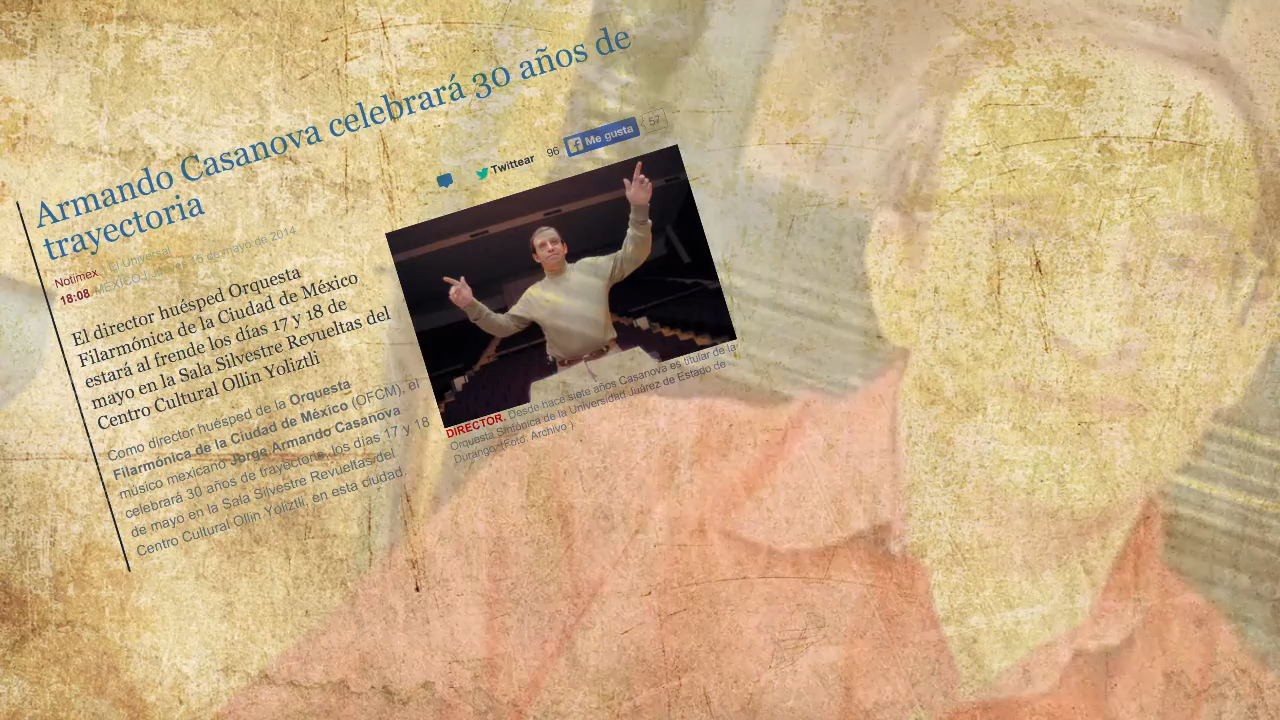 Armando Casanova celebrará 30 años de
trayectoria
Twittear 96 Me gusta 57
Notimex El Universal
18:08 MÉXICO 16 de mayo de 2014
El director huésped Orquesta
Filarmónica de la Ciudad de México
estará al frende los días 17 y 18 de
mayo en la Sala Silvestre Revueltas del
Centro Cultural Ollin Yoliztli
Como director huésped de la Orquesta
Filarmónica de la Ciudad de México (OFCM), el
músico mexicano Jorge Armando Casanova
celebrará 30 años de trayectoria, los días 17 y 18
de mayo en la Sala Silvestre Revueltas del
Centro Cultural Ollin Yoliztli, en esta ciudad.
DIRECTOR. Desde hace siete años Casanova es titular de la
Orquesta Sinfónica de la Universidad Juárez de Estado de
Durango. (Foto: Archivo )